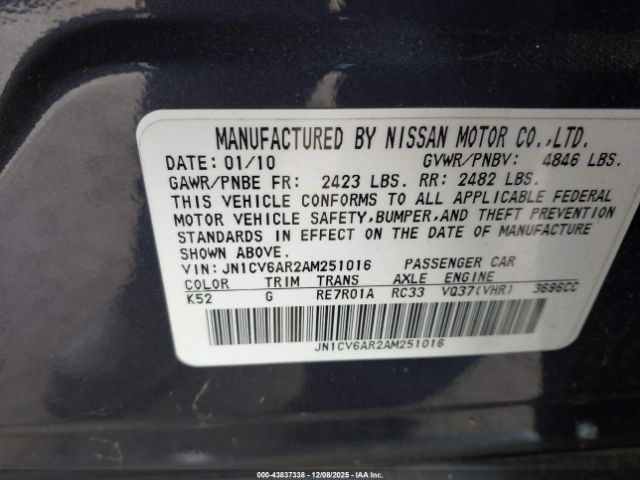 MANUFACTURED BY NISSAN MOTOR CO.,LTD.
DATE: 01/10 GVWR/PNBV: 4846 LBS.
GAWR/PNBE FR: 2423 LBS. RR: 2482 LBS.
THIS VEHICLE CONFORMS TO ALL APPLICABLE FEDERAL
MOTOR VEHICLE SAFETY,BUMPER,AND THEFT PREVENTION
STANDARDS IN EFFECT ON THE DATE OF MANUFACTURE
SHOWN ABOVE.
VIN: JN1CV6AR2AM251016 PASSENGER CAR
COLOR TRIM TRANS AXLE ENGINE
K52 G RE7R01A RC33 VQ37(VHR) 3696CC
JN1CV6AR2AM251016
000-43837338 - 12/08/2025 - IAA Inc.